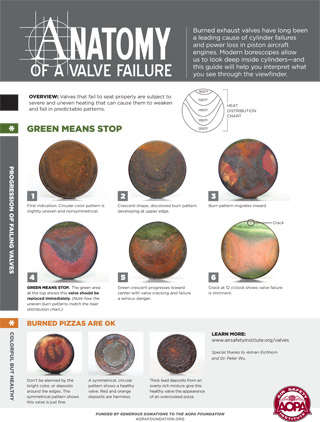 ANATOMY
OF A VALVE FAILURE
Burned exhaust valves have long been
a leading cause of cylinder failures
and power loss in piston aircraft
engines. Modern borescopes allow
us to look deep inside cylinders—and
this guide will help you interpret what
you see through the viewfinder.
OVERVIEW: Valves that fail to seat properly are subject to
severe and uneven heating that can cause them to weaken
and fail in predictable patterns.
HEAT
DISTRIBUTION
CHART
PROGRESSION OF FAILING VALVES
GREEN MEANS STOP
1
First indication: Circular color pattern is
slightly uneven and nonsymmetrical.
2
Crescent-shape, discolored burn pattern
developing at upper edge.
3
Burn pattern migrates inward.
4
GREEN MEANS STOP. The green area
at the top shows this valve should be
replaced immediately. (Note how the
uneven burn patterns match the heat
distribution chart.)
5
Green crescent progresses toward
center with valve cracking and failure
a serious danger.
Crack
6
Crack at 12 o'clock shows valve failure
is imminent.
COLORFUL BUT HEALTHY
BURNED PIZZAS ARE OK
Don't be alarmed by the
bright color, or deposits
around the edges. The
symmetrical pattern shows
this valve is just fine.
A symmetrical, circular
pattern shows a healthy
valve. Red and orange
deposits are harmless.
Thick lead deposits from an
overly rich mixture give this
healthy valve the appearance
of an overcooked pizza.
LEARN MORE:
www.airsafetyinstitute.org/valves
Special thanks to Adrian Eichhorn
and Dr. Peter Wu.
AIR SAFETY
AOPA
INSTITUTE
FUNDED BY GENEROUS DONATIONS TO THE AOPA FOUNDATION
AOPAFOUNDATION.ORG